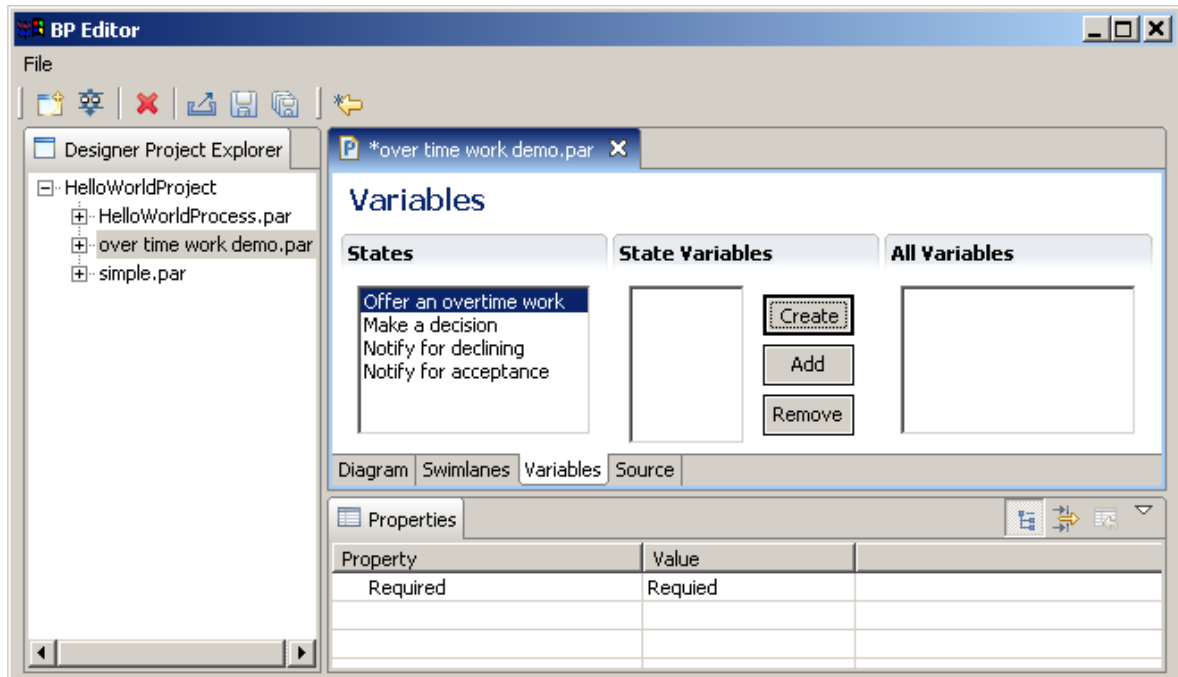 BP Editor
File
Designer Project Explorer
HelloWorldProject
HelloWorldProcess.par
over time work demo.par
simple.par
*over time work demo.par
Variables
States
State Variables
All Variables
Offer an overtime work
Make a decision
Notify for declining
Notify for acceptance
Create
Add
Remove
Diagram Swimlanes Variables Source
Properties
Property Value
Required Requied